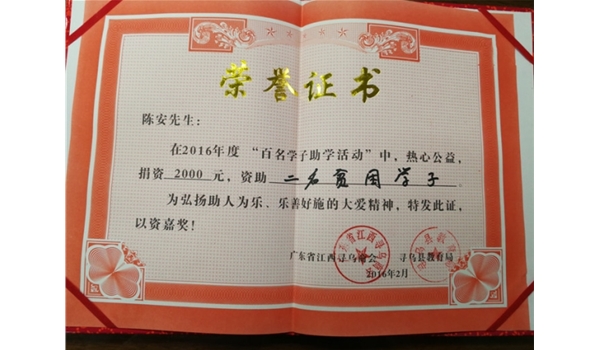 荣誉证书
陈安先生：
在2016年度“百名学子助学活动”中，热心公益，
捐资 2000 元，资助 二名贫困学子
为弘扬助人为乐、乐善好施的大爱精神，特发此证，
以资嘉奖！
广东省江西寻乌商会 寻乌县教育局
2016年2月